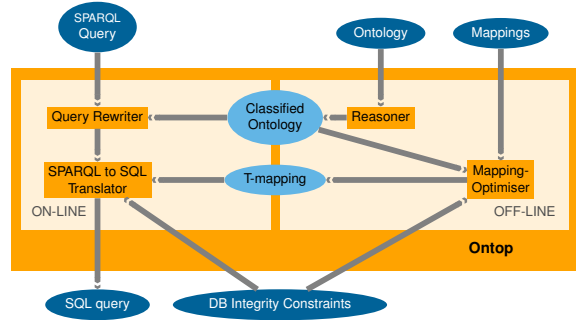 SPARQL
Query
Ontology
Mappings
Query Rewriter
Classified
Ontology
Reasoner
SPARQL to SQL
Translator
T-mapping
Mapping-
Optimiser
ON-LINE
OFF-LINE
Ontop
SQL query
DB Integrity Constraints